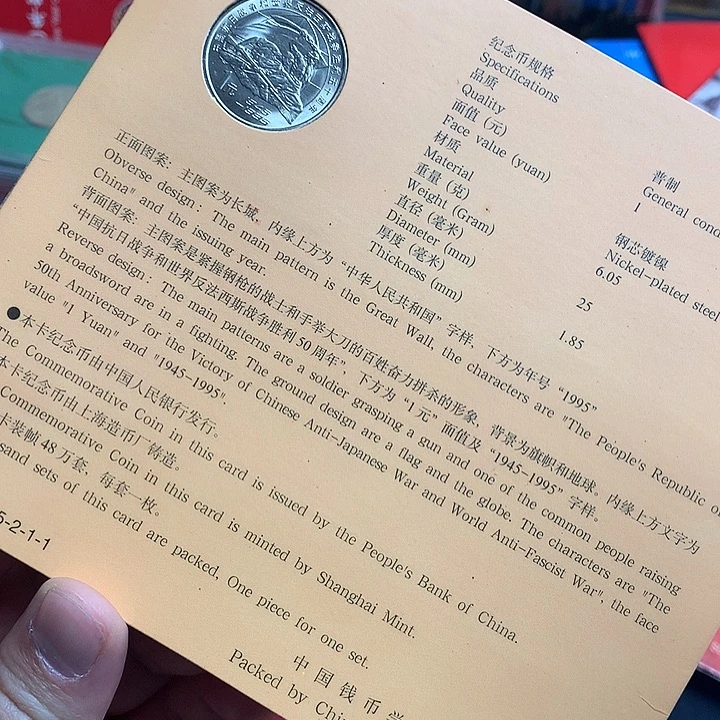 纪念币规格
Specifications
品质 普制
Quality General cond
面值 (元) 1
Face value (yuan)
材质 钢芯镀镍
Material Nickel-plated steel
重量 (克) 6.05
Weight (Gram)
直径 (毫米) 25
Diameter (mm)
厚度 (毫米) 1.85
Thickness (mm)
正面图案: 主图案为长城, 内缘上方为 "中华人民共和国" 字样, 下方为年号 "1995"
Obverse design: The main pattern is the Great Wall, the characters are "The People's Republic of
China" and the issuing year.
背面图案: 主图案是紧握钢枪的战士和手举大刀的百姓奋力拼杀的形象, 背景为旗帜和地球。内缘上方文字为
"中国抗日战争和世界反法西斯战争胜利50周年", 下方为 "1元" 面值及 "1945-1995" 字样。
Reverse design: The main patterns are a soldier grasping a gun and one of the common people raising
a broadsword are in a fighting. The ground design are a flag and the globe. The characters are "The
50th Anniversary for the Victory of Chinese Anti-Japanese War and World Anti-Fascist War", the face
value "1 Yuan" and "1945-1995".
●本卡纪念币由中国人民银行发行。
The Commemorative Coin in this card is issued by the People's Bank of China.
本卡纪念币由上海造币厂铸造。
Commemorative Coin in this card is minted by Shanghai Mint.
卡装帧48万套, 每套一枚。
sand sets of this card are packed, One piece for one set.
5-2-1-1
中国钱币学
Packed by Chin